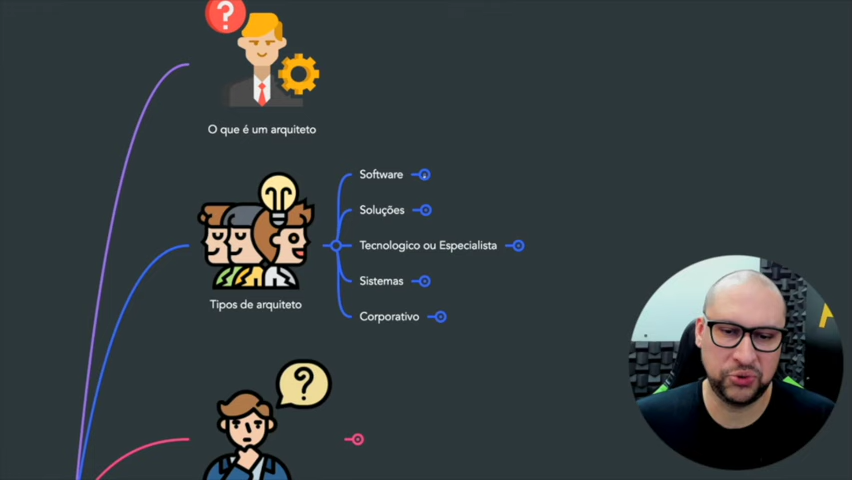 O que é um arquiteto
Software
Soluções
Tecnologico ou Especialista
Sistemas
Corporativo
Tipos de arquiteto